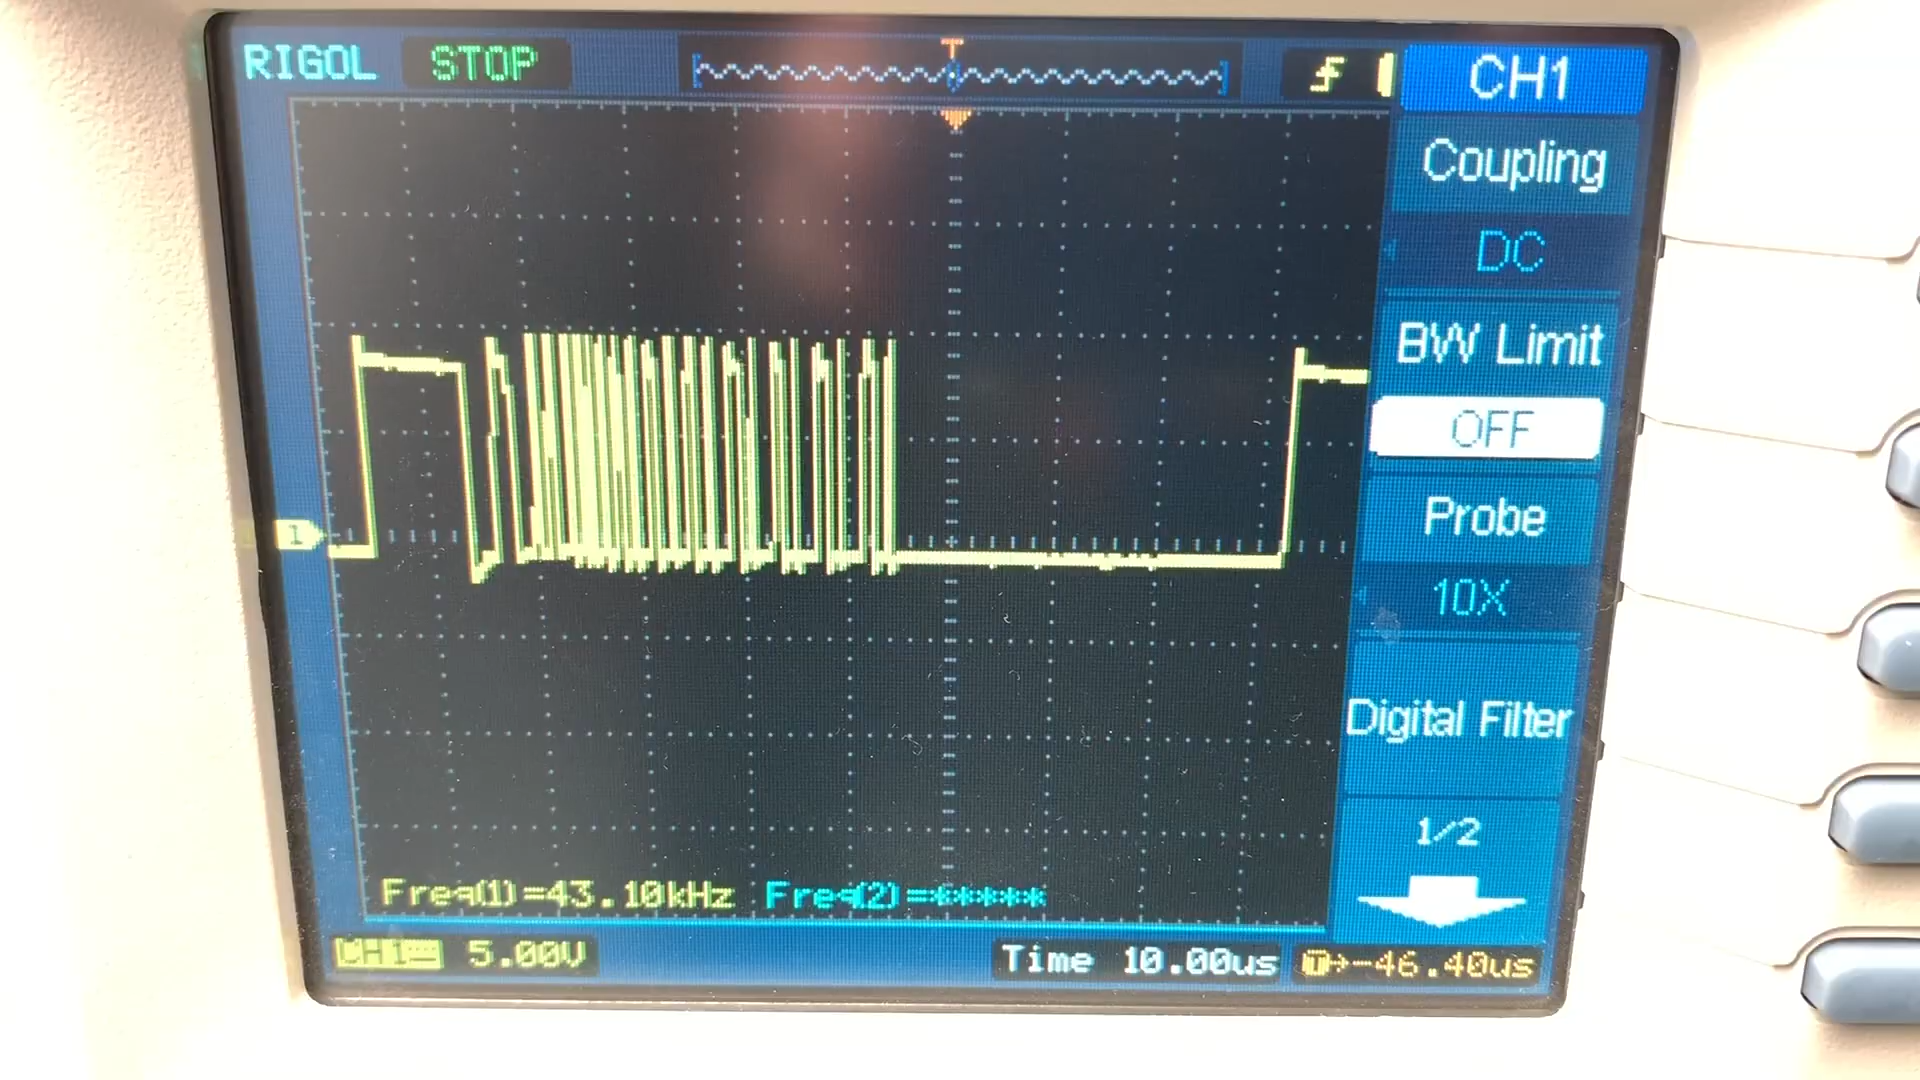 RIGOL STOP T CH1
Coupling
DC
BW Limit
OFF
1
Probe
10X
Digital Filter
1/2
Freq(1)=43.10kHz Freq(2)=*****
CH1 5.00V Time 10.00us T→-46.40us